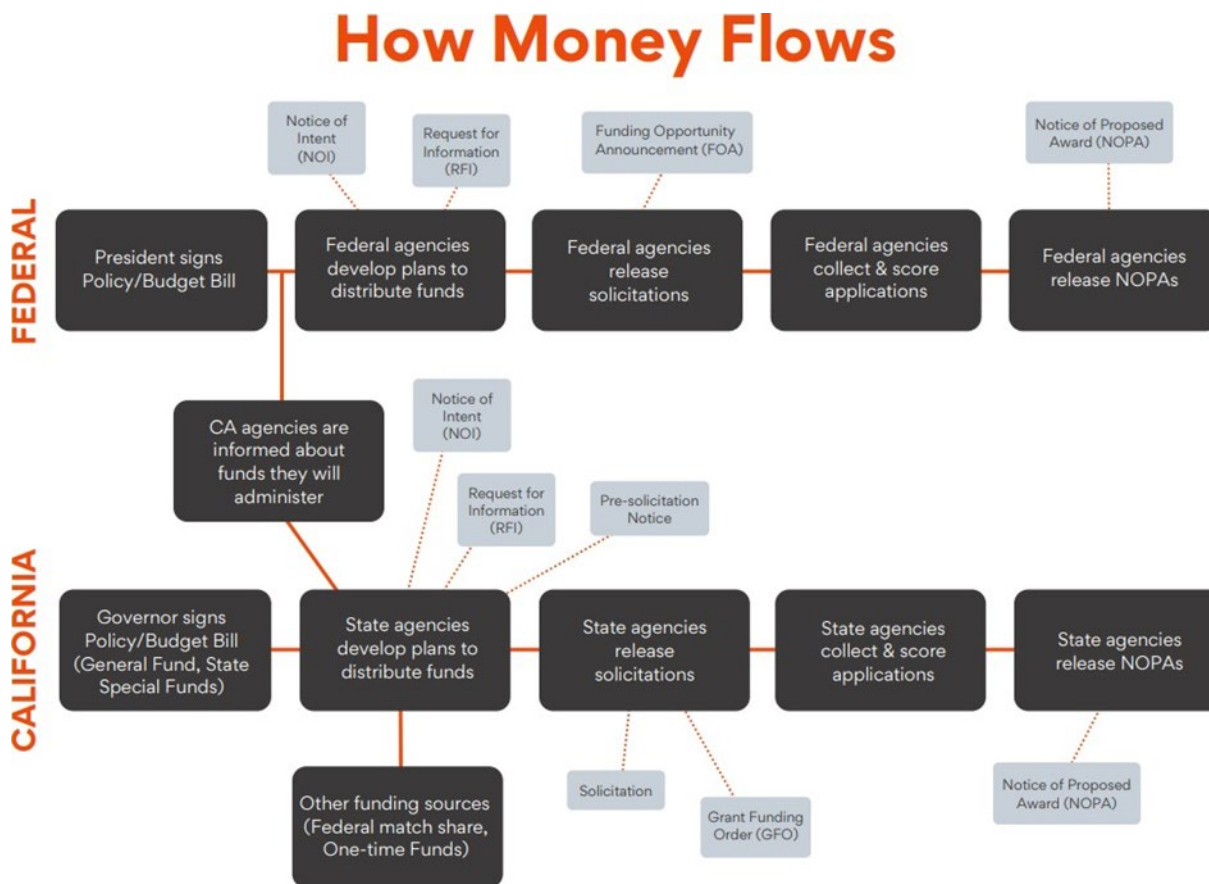 How Money Flows
FEDERAL
Notice of
Intent
(NOI)
Request for
Information
(RFI)
Funding Opportunity
Announcement (FOA)
Notice of Proposed
Award (NOPA)
President signs
Policy/Budget Bill
Federal agencies
develop plans to
distribute funds
Federal agencies
release
solicitations
Federal agencies
collect & score
applications
Federal agencies
release NOPAs
CA agencies are
informed about
funds they will
administer
Notice of
Intent
(NOI)
Request for
Information
(RFI)
Pre-solicitation
Notice
CALIFORNIA
Governor signs
Policy/Budget Bill
(General Fund, State
Special Funds)
State agencies
develop plans to
distribute funds
State agencies
release
solicitations
State agencies
collect & score
applications
State agencies
release NOPAs
Other funding sources
(Federal match share,
One-time Funds)
Solicitation
Grant Funding
Order (GFO)
Notice of Proposed
Award (NOPA)